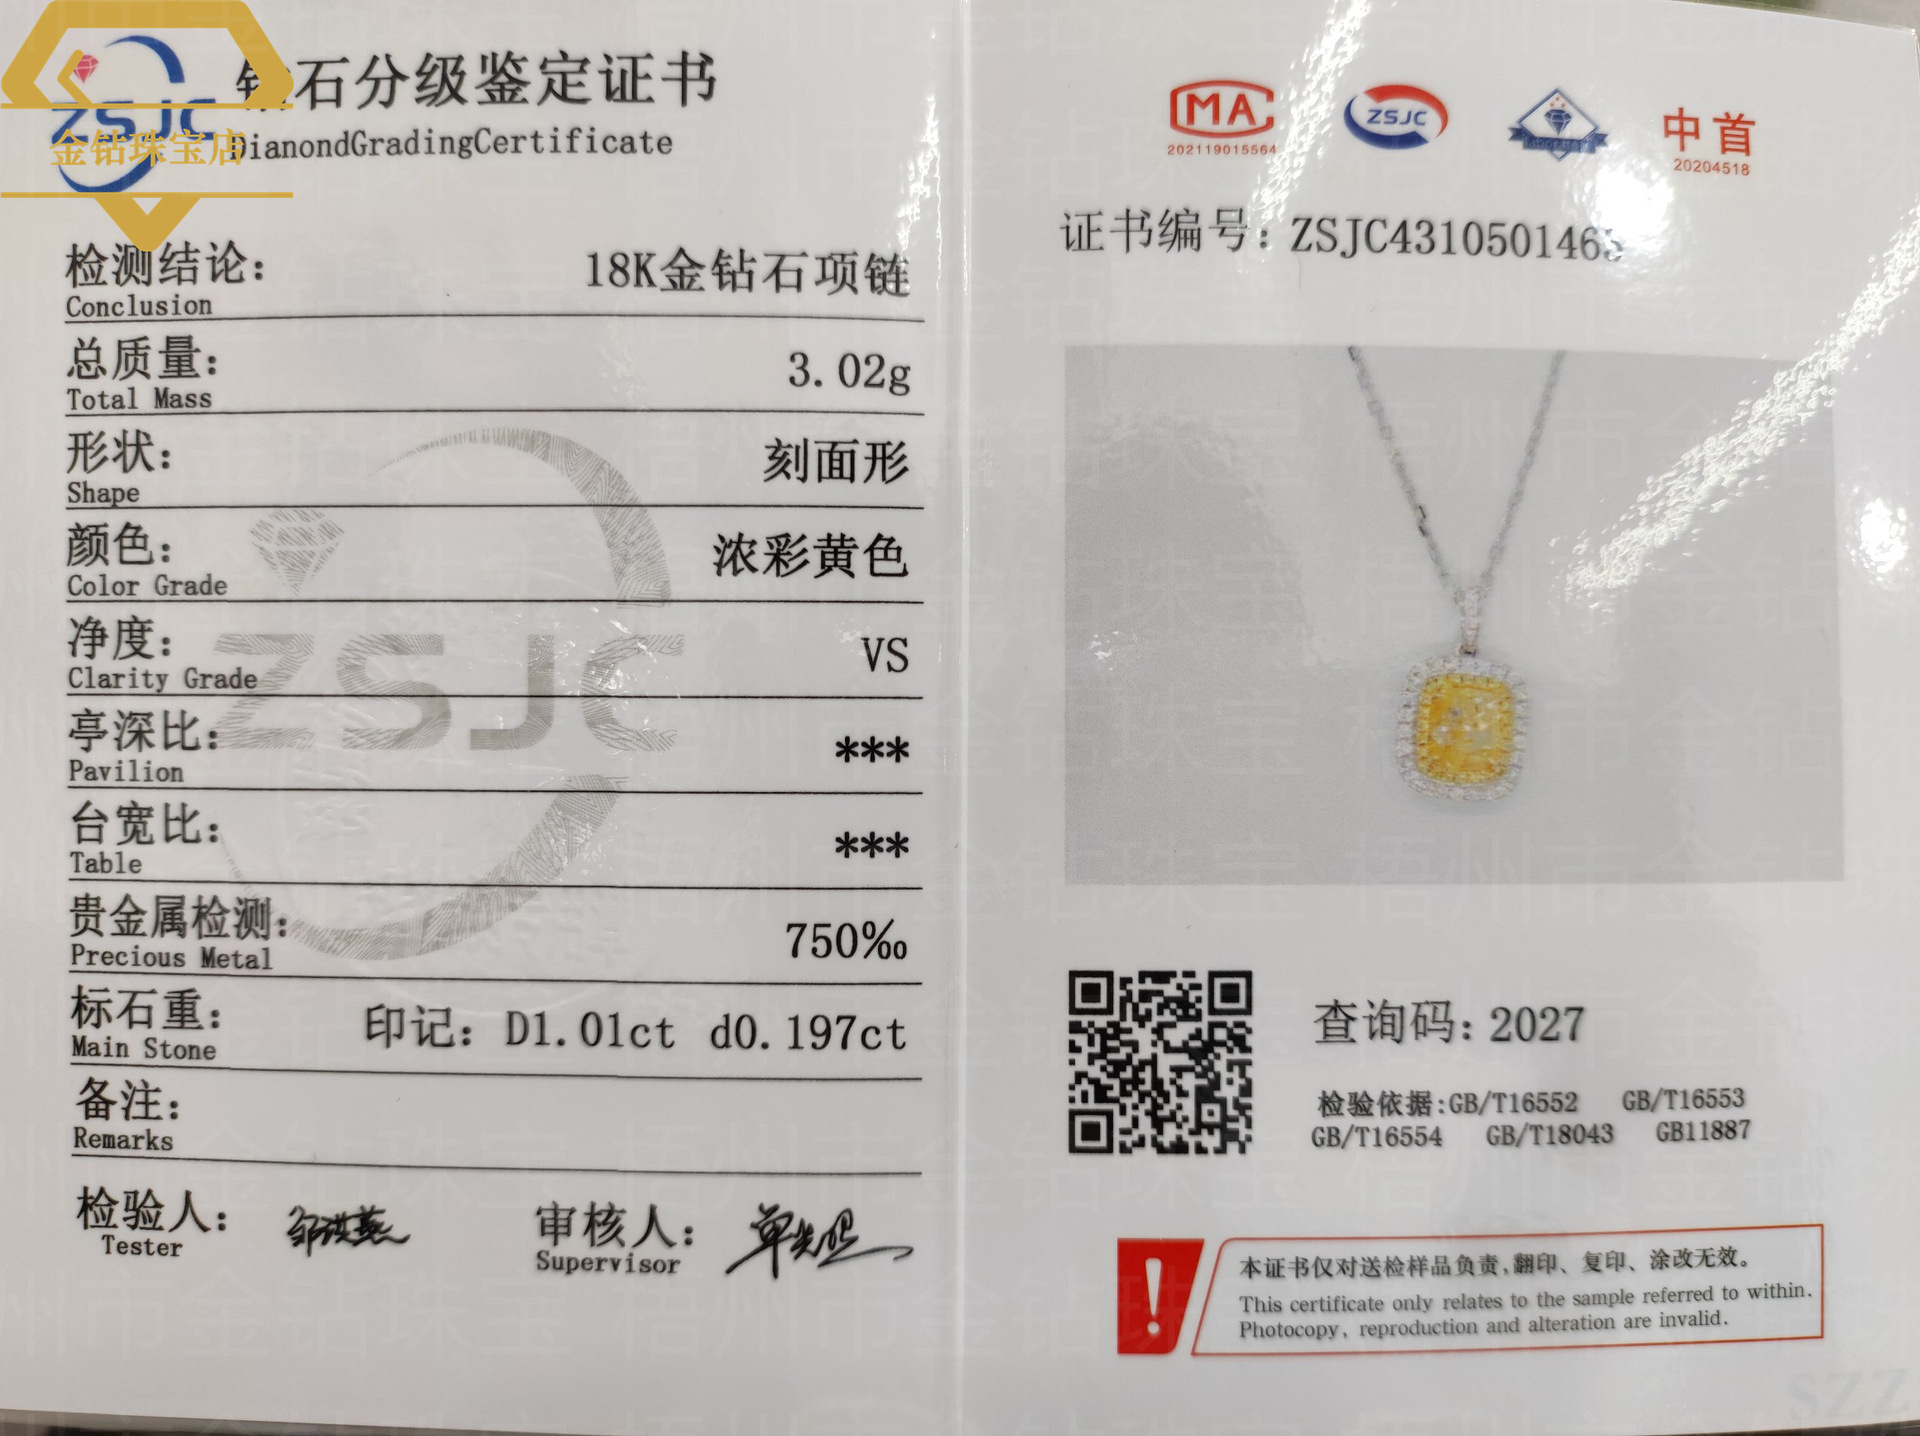 钻石分级鉴定证书
DianondGradingCertificate
ZSJC
金钻珠宝店
检测结论： 18K金钻石项链
Conclusion
总质量： 3.02g
Total Mass
形状： 刻面形
Shape
颜色： 浓彩黄色
Color Grade
净度： VS
Clarity Grade
亭深比： ***
Pavilion
台宽比： ***
Table
贵金属检测： 750‰
Precious Metal
标石重： 印记：D1.01ct d0.197ct
Main Stone
备注：
Remarks
检验人： 审核人：
Tester Supervisor
ZSJC
MA
202119015564
ZSJC
Laboratory
中首
20204518
证书编号：ZSJC4310501463
查询码：2027
检验依据:GB/T16552 GB/T16553
GB/T16554 GB/T18043 GB11887
本证书仅对送检样品负责,翻印、复印、涂改无效。
This certificate only relates to the sample referred to within.
Photocopy, reproduction and alteration are invalid.
SZZ